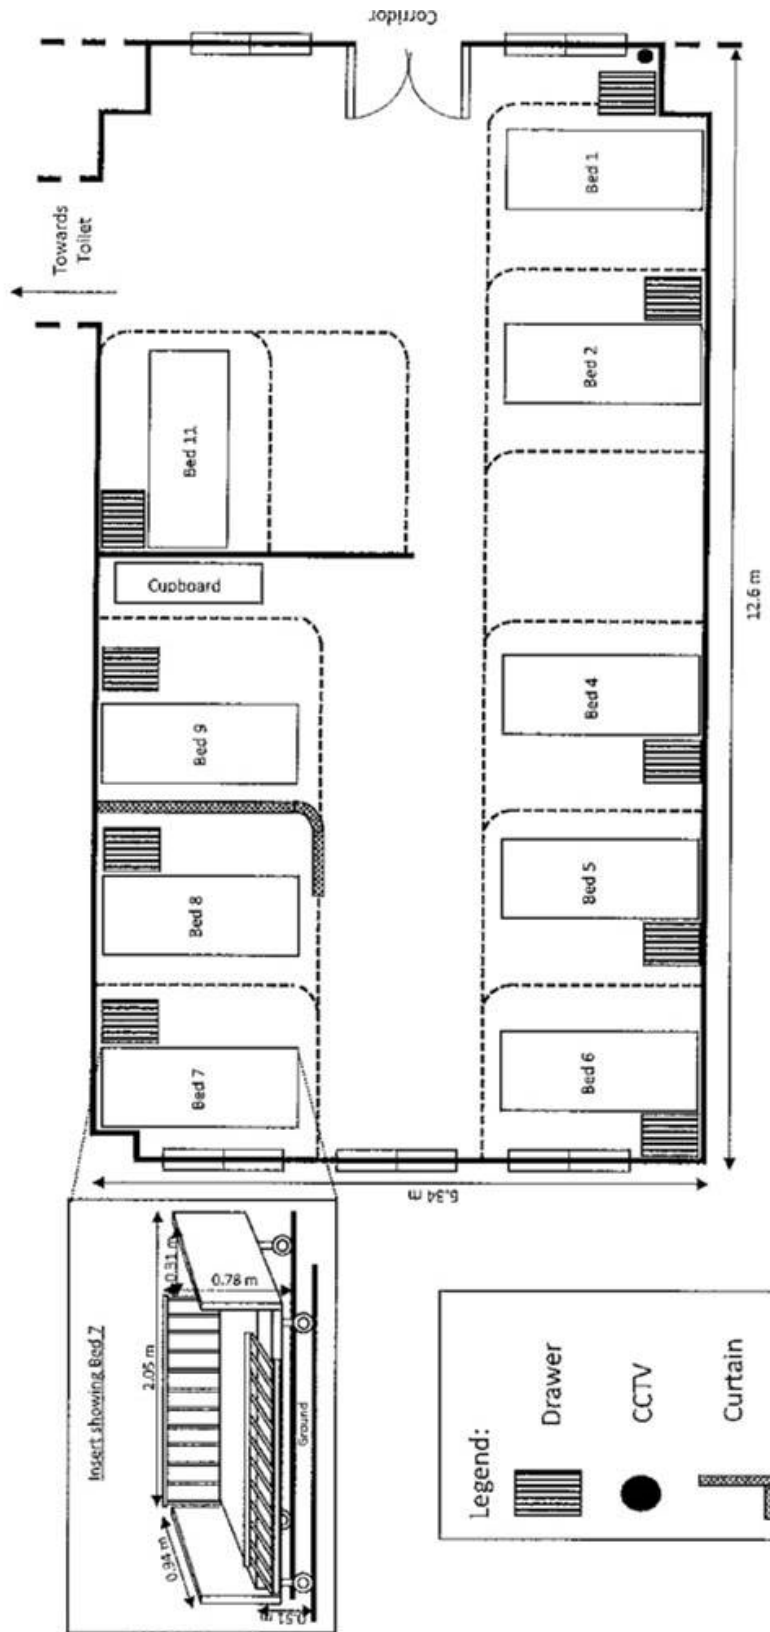 Corridor
Towards
Toilet
Bed 1
Bed 2
Bed 11
Cupboard
Bed 9
Bed 4
Bed 8
Bed 5
Bed 7
Bed 6
12.6 m
5.34 m
Insert showing Bed 7
2.05 m
0.31 m
0.78 m
0.94 m
0.51 m
Ground
Legend:
Drawer
CCTV
Curtain